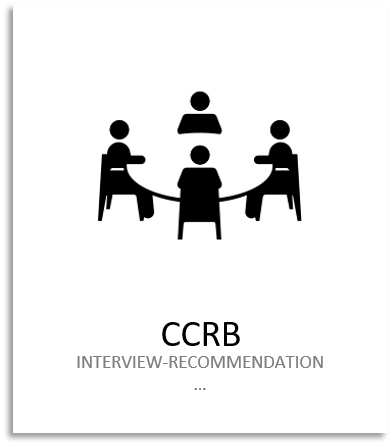 CCRB
INTERVIEW-RECOMMENDATION
...